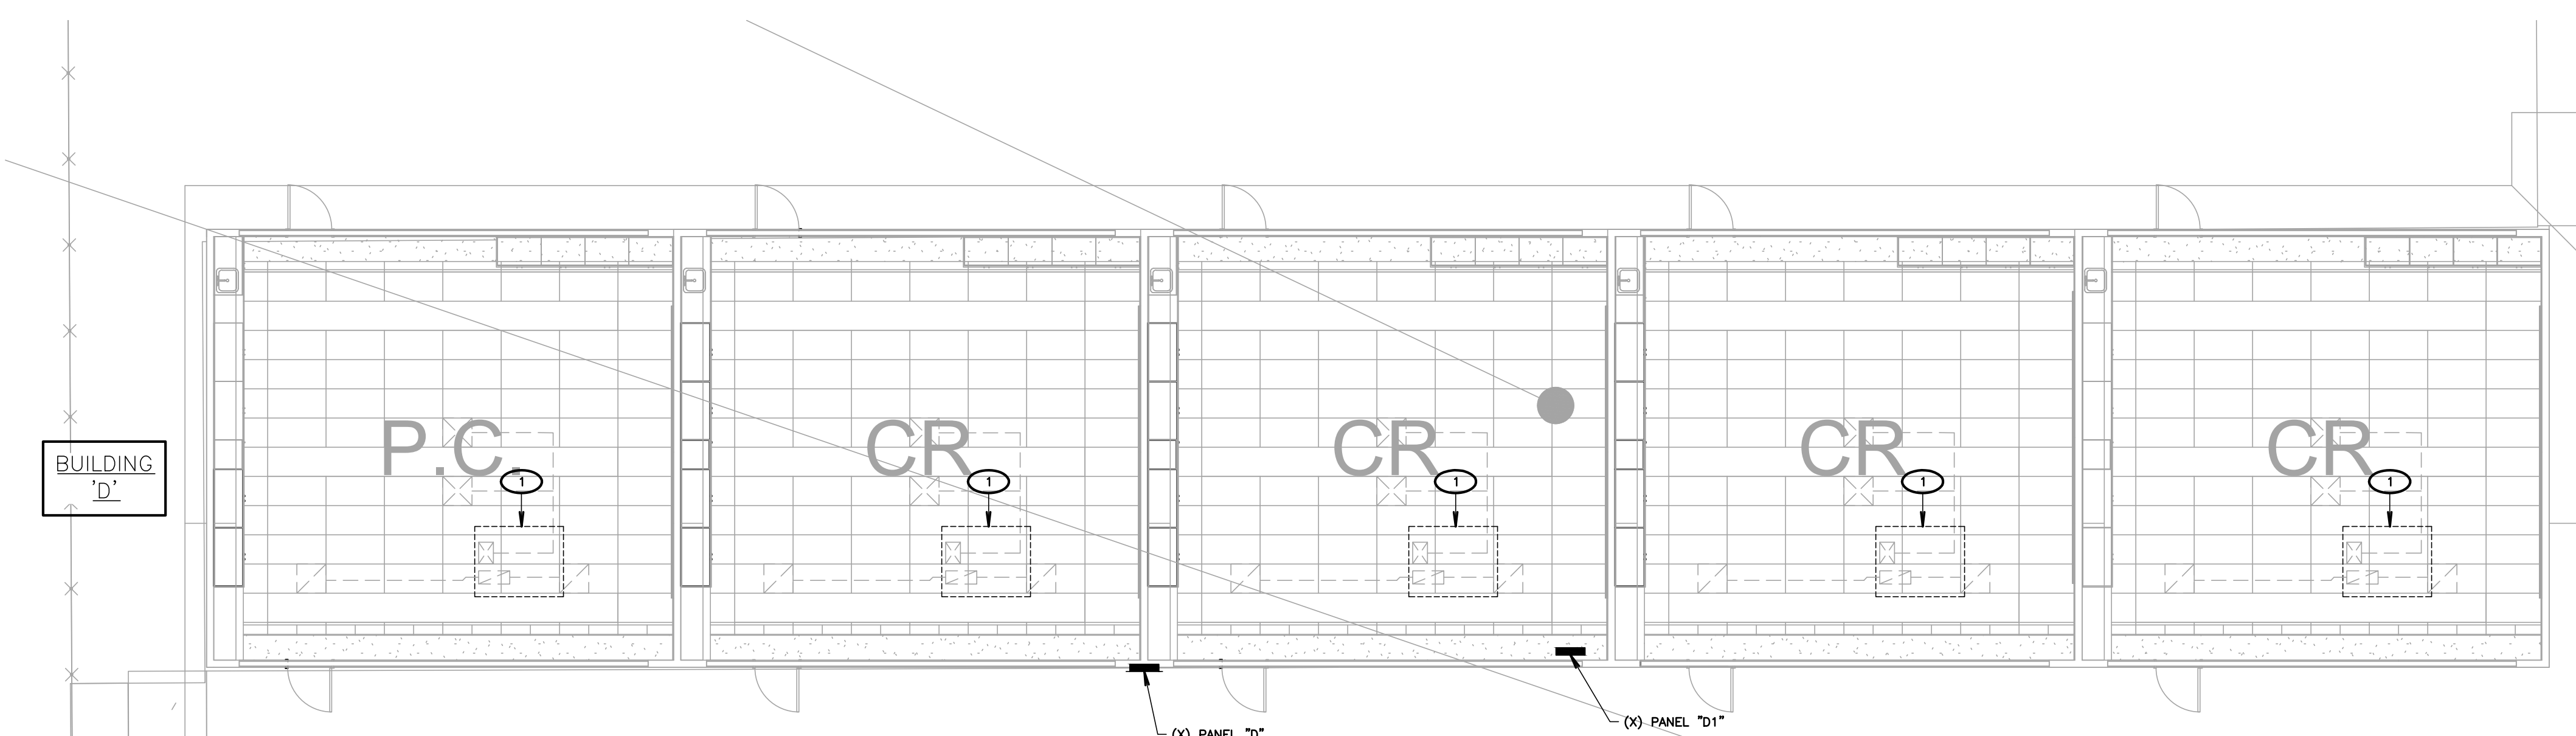 P.C.
CR
CR
CR
CR
BUILDING
'D'
1
1
1
1
1
(X) PANEL "D1"
(X) PANEL "D"